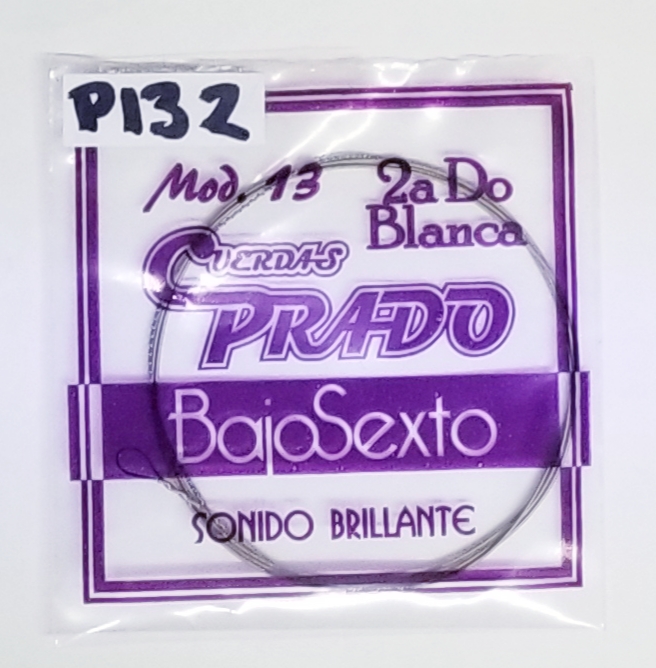 P132
Mod. 13
2a Do
Blanca
CUERDAS
PRADO
BajoSexto
SONIDO BRILLANTE